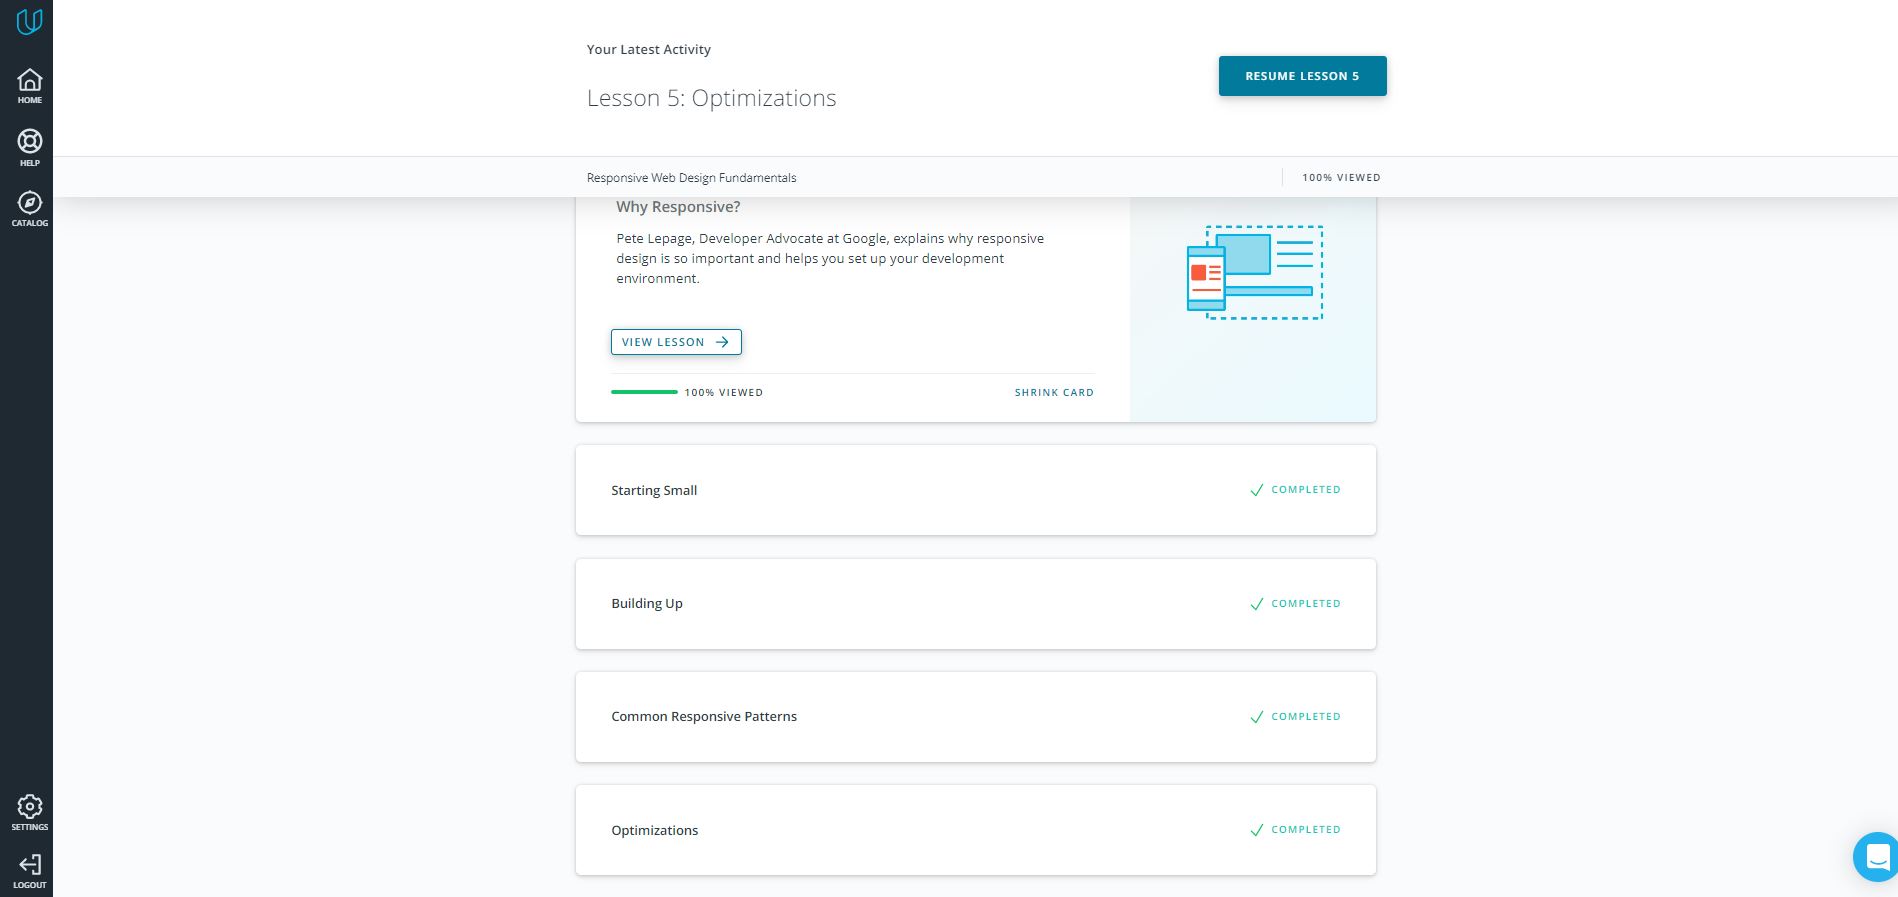 HOME
HELP
CATALOG
SETTINGS
LOGOUT
Your Latest Activity
Lesson 5: Optimizations
RESUME LESSON 5
Responsive Web Design Fundamentals
100% VIEWED
Why Responsive?
Pete Lepage, Developer Advocate at Google, explains why responsive
design is so important and helps you set up your development
environment.
VIEW LESSON
100% VIEWED
SHRINK CARD
Starting Small
COMPLETED
Building Up
COMPLETED
Common Responsive Patterns
COMPLETED
Optimizations
COMPLETED